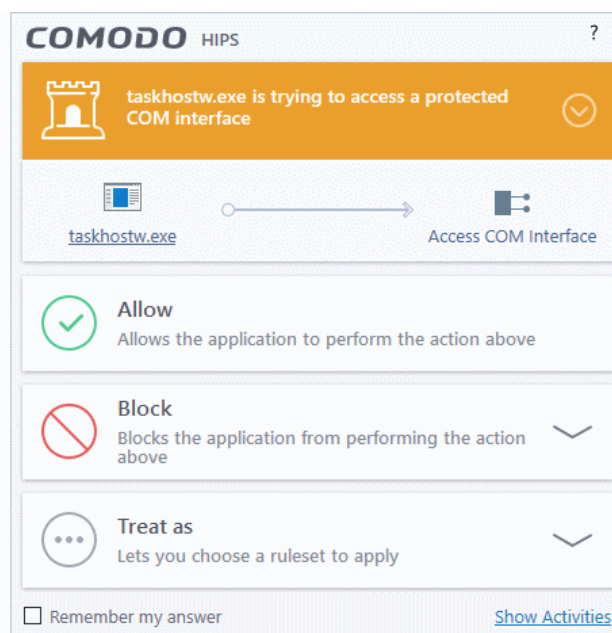 COMODO HIPS ?
taskhostw.exe is trying to access a protected
COM interface
taskhostw.exe Access COM Interface
Allow
Allows the application to perform the action above
Block
Blocks the application from performing the action
above
Treat as
Lets you choose a ruleset to apply
Remember my answer Show Activities